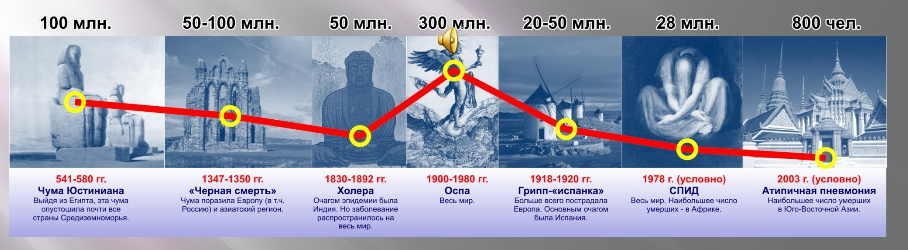 100 млн.
50-100 млн.
50 млн.
300 млн.
20-50 млн.
28 млн.
800 чел.
541-580 гг.
Чума Юстиниана
Выйдя из Египта, эта чума
опустошила почти все
страны Средиземноморья.
1347-1350 гг.
«Черная смерть»
Чума поразила Европу (в т.ч.
Россию) и азиатский регион.
1830-1892 гг.
Холера
Очагом эпидемии была
Индия. Но заболевание
распространилось на
весь мир.
1900-1980 гг.
Оспа
Весь мир.
1918-1920 гг.
Грипп-«испанка»
Больше всего пострадала
Европа. Основным очагом
была Испания.
1978 г. (условно)
СПИД
Весь мир. Наибольшее число
умерших - в Африке.
2003 г. (условно)
Атипичная пневмония
Наибольшее число умерших
в Юго-Восточной Азии.